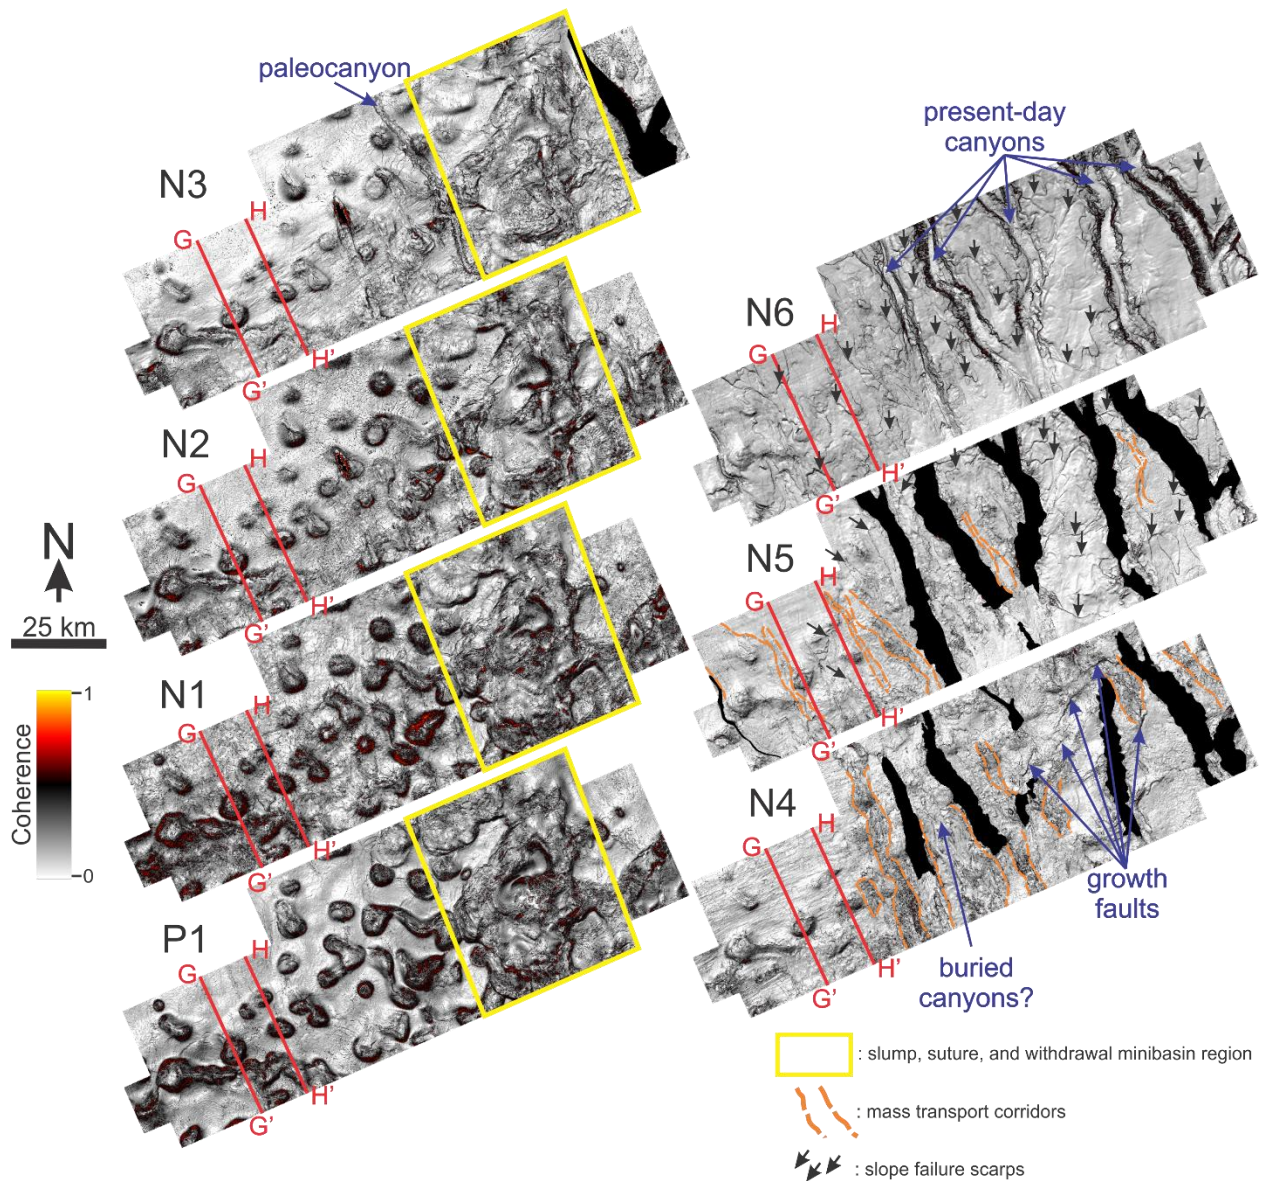 paleocanyon
N3
G
H
G'
H'
N2
G
H
G'
H'
N1
G
H
G'
H'
P1
G
H
G'
H'
N
25 km
Coherence
1
0
present-day
canyons
N6
G
H
G'
H'
N5
G
H
G'
H'
N4
G
H
G'
H'
growth
faults
buried
canyons?
: slump, suture, and withdrawal minibasin region
: mass transport corridors
: slope failure scarps